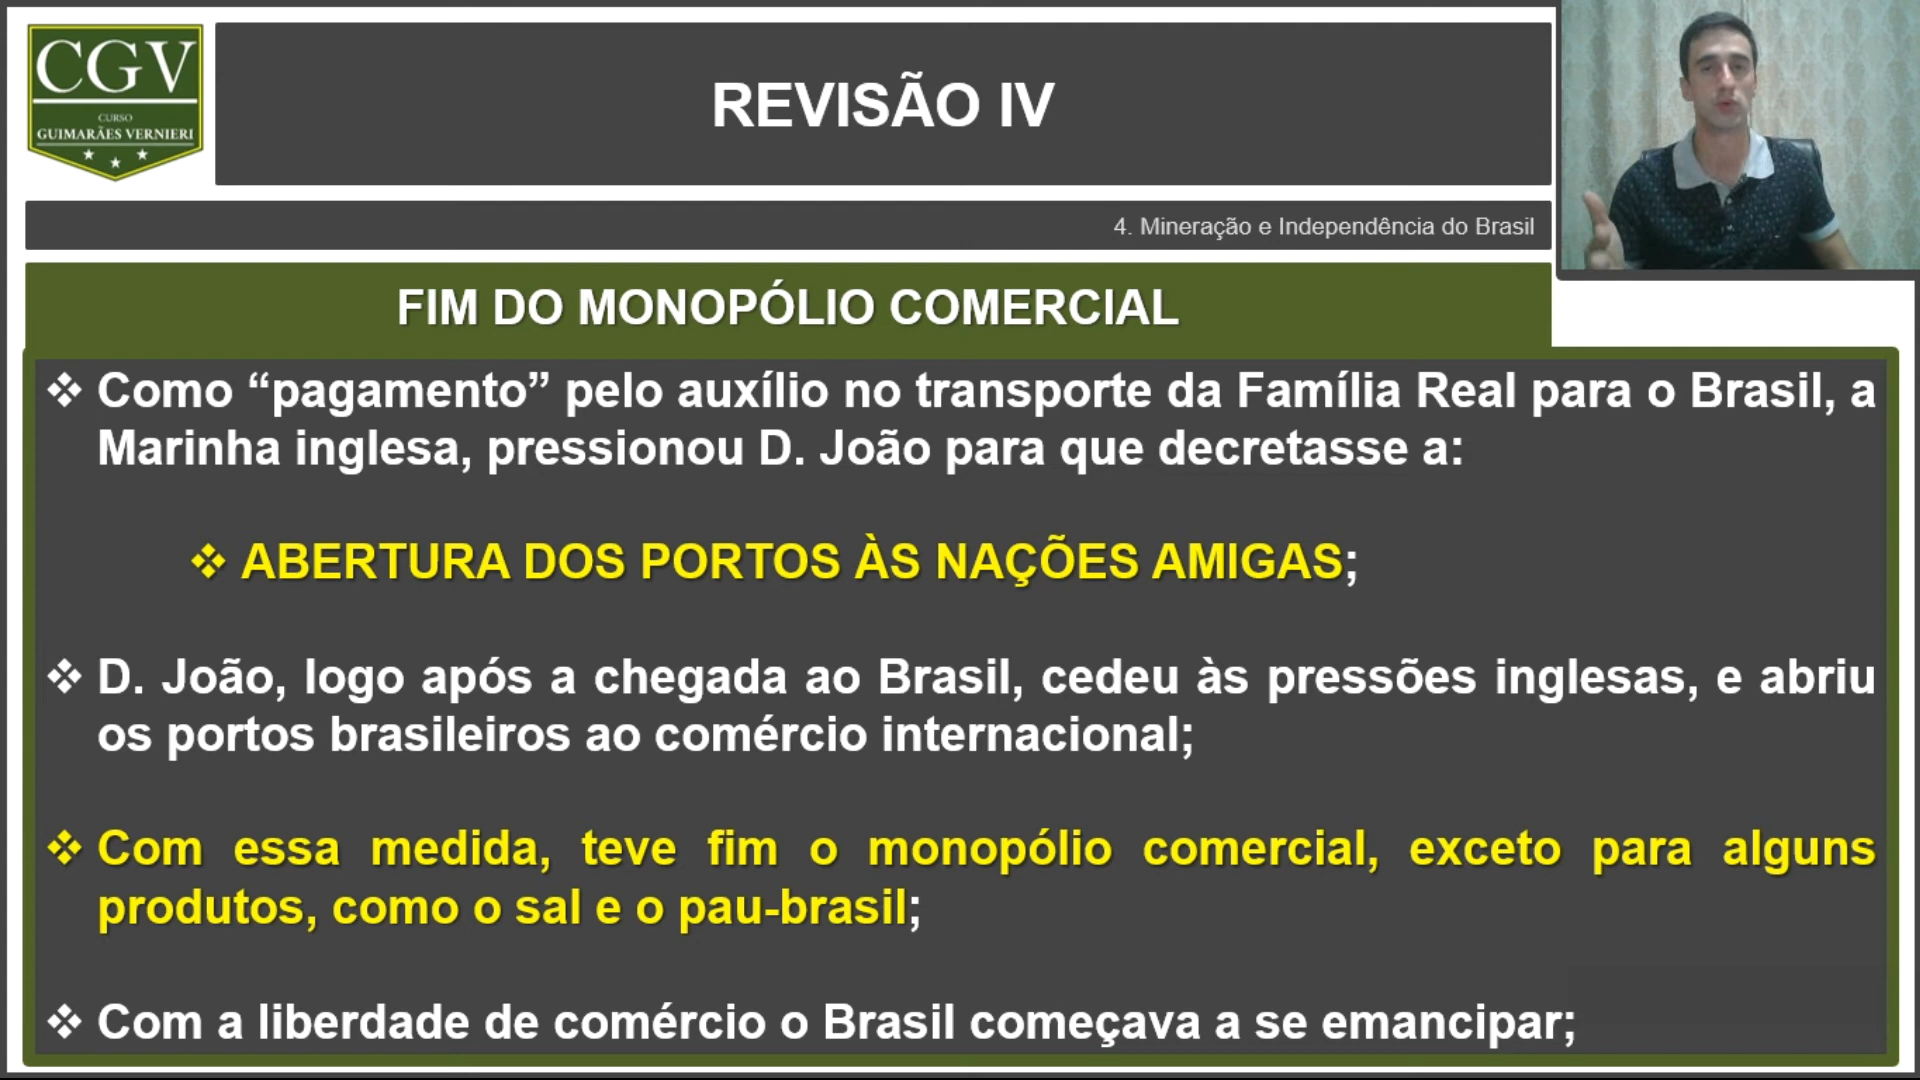 CGV
CURSO
GUIMARÃES VERNIERI
REVISÃO IV
4. Mineração e Independência do Brasil
FIM DO MONOPÓLIO COMERCIAL
❖ Como “pagamento” pelo auxílio no transporte da Família Real para o Brasil, a
Marinha inglesa, pressionou D. João para que decretasse a:
❖ ABERTURA DOS PORTOS ÀS NAÇÕES AMIGAS;
❖ D. João, logo após a chegada ao Brasil, cedeu às pressões inglesas, e abriu
os portos brasileiros ao comércio internacional;
❖ Com essa medida, teve fim o monopólio comercial, exceto para alguns
produtos, como o sal e o pau-brasil;
❖ Com a liberdade de comércio o Brasil começava a se emancipar;